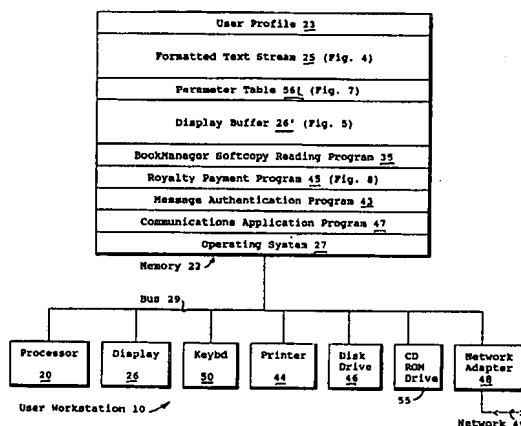 User Profile 23
Formatted Text Stream 25 (Fig. 4)
Perameter Table 56' (Fig. 7)
Display Buffer 26' (Fig. 5)
BookManager Softcopy Reading Program 35
Royalty Payment Program 45 (Fig. 8)
Message Authentication Program 43
Communications Application Program 47
Operating System 27
Memory 22
Bus 29
Processor 20
Display 26
Keybd 50
Printer 44
Disk Drive 46
CD ROM Drive 55
Network Adapter 48
User Workstation 10
Network